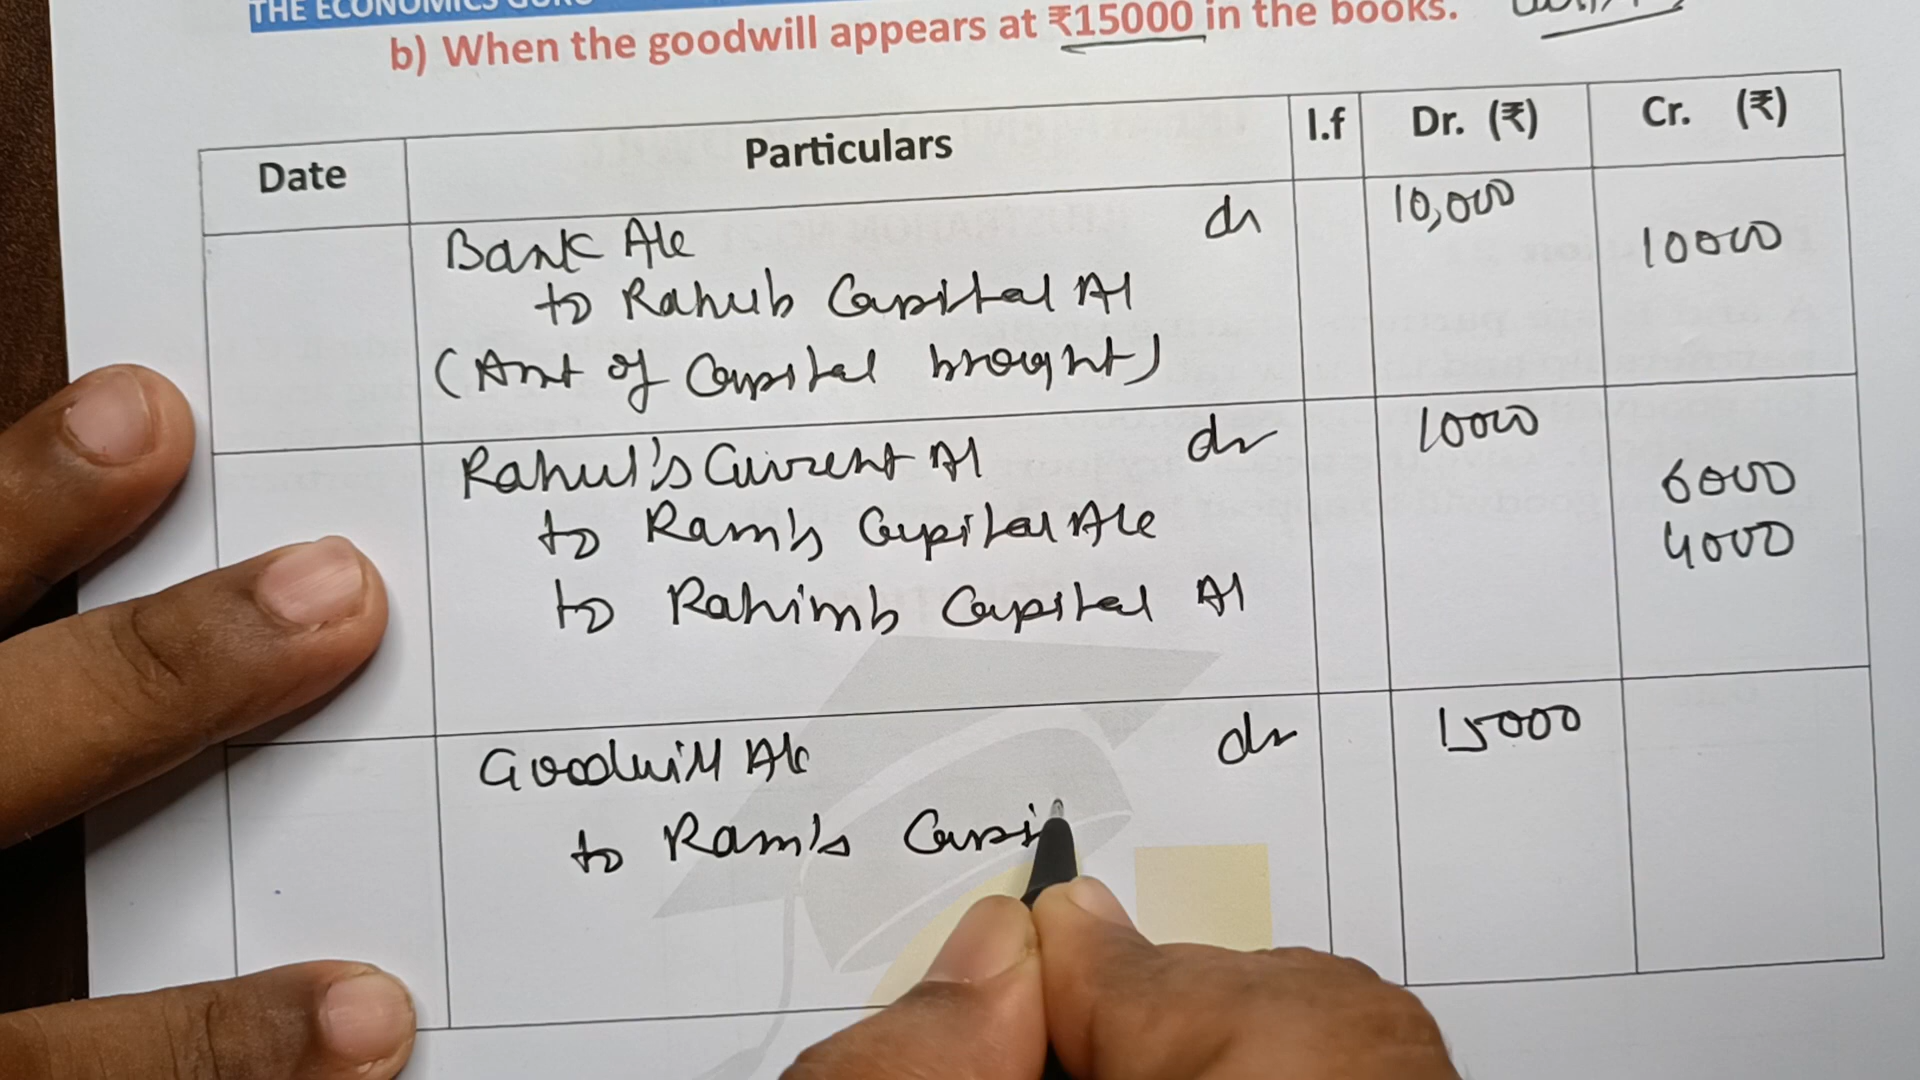 THE ECONOMICS GURU
b) When the goodwill appears at ₹15000 in the books.
Date Particulars l.f Dr. (₹) Cr. (₹)
Bank A/c dr 10,000
to Rahul's Capital A/c 10000
(Amt of Capital brought)
Rahul's Current A/c dr 10000
to Ram's Capital A/c 6000
to Rahim's Capital A/c 4000
Goodwill A/c dr 15000
to Ram's Capi